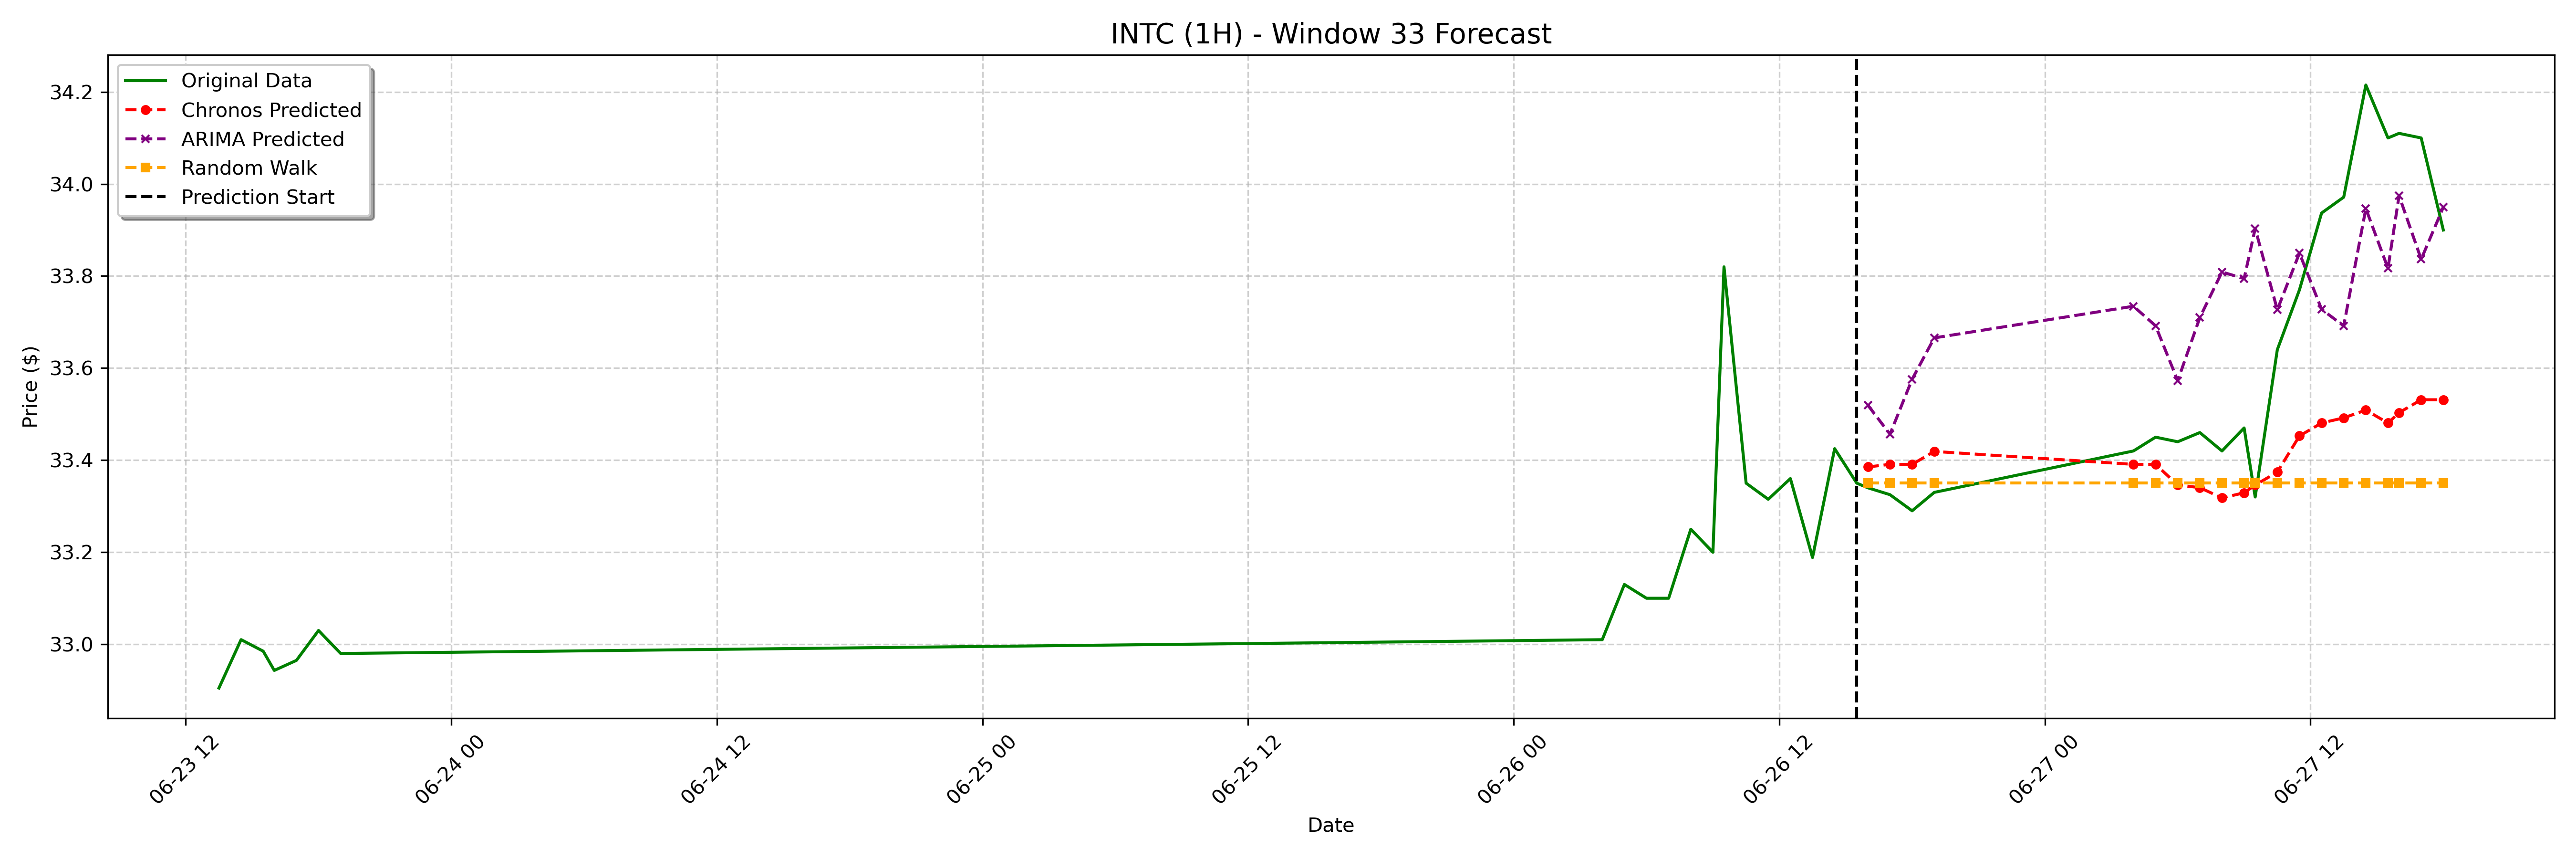 INTC (1H) - Window 33 Forecast
Original Data
Chronos Predicted
ARIMA Predicted
Random Walk
Prediction Start
Price ($)
34.2
34.0
33.8
33.6
33.4
33.2
33.0
06-23 12
06-24 00
06-24 12
06-25 00
06-25 12
06-26 00
06-26 12
06-27 00
06-27 12
Date